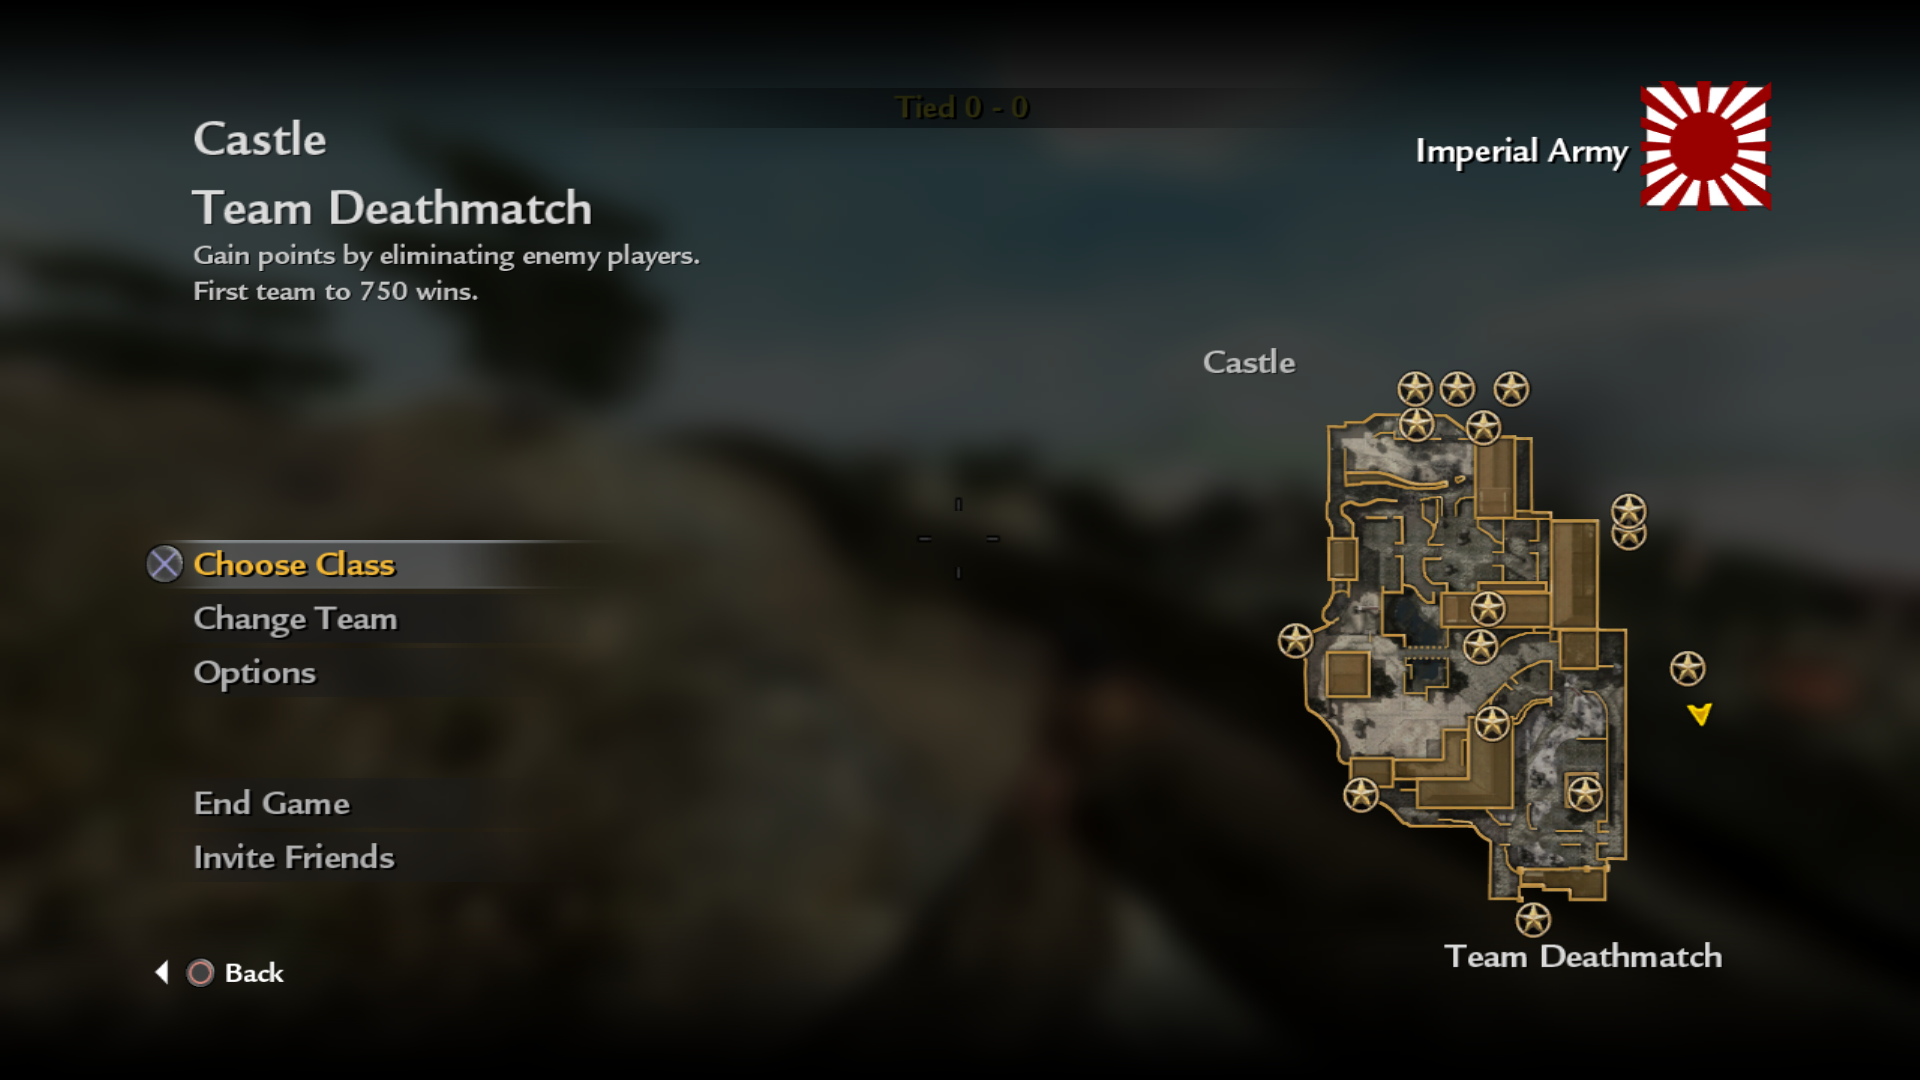 Tied 0 - 0
Castle
Team Deathmatch
Gain points by eliminating enemy players.
First team to 750 wins.
Imperial Army
Castle
Choose Class
Change Team
Options
End Game
Invite Friends
Team Deathmatch
Back